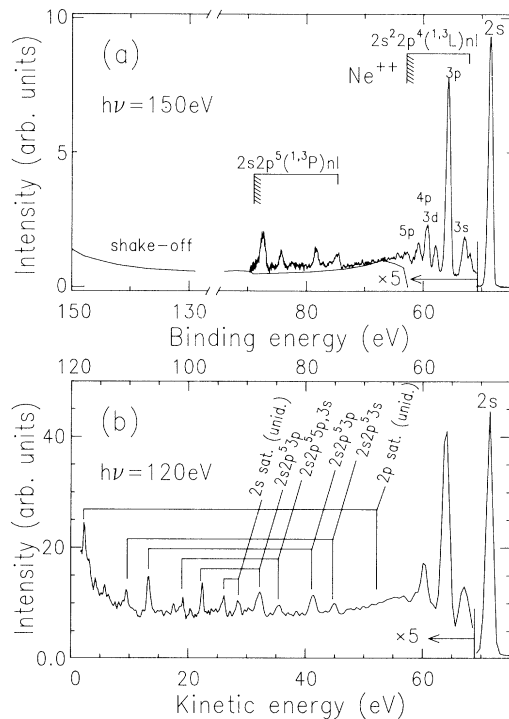 10
(a)
2s²2p⁴(¹,³L)nl
2s
Ne⁺⁺
3p
hν=150eV
2s2p⁵(¹,³P)nl
5
4p
5p
3d
3s
shake-off
×5
0
150
130
80
60
Binding energy (eV)
Intensity (arb. units)
120
100
80
60
(b)
2s
hν=120eV
2s sat. (unid.)
2s2p⁵3p
2s2p⁵5p,3s
2s2p⁵3p
2s2p⁵3s
2p sat. (unid.)
40
20
×5
0.0
0
20
40
60
Kinetic energy (eV)
Intensity (arb. units)